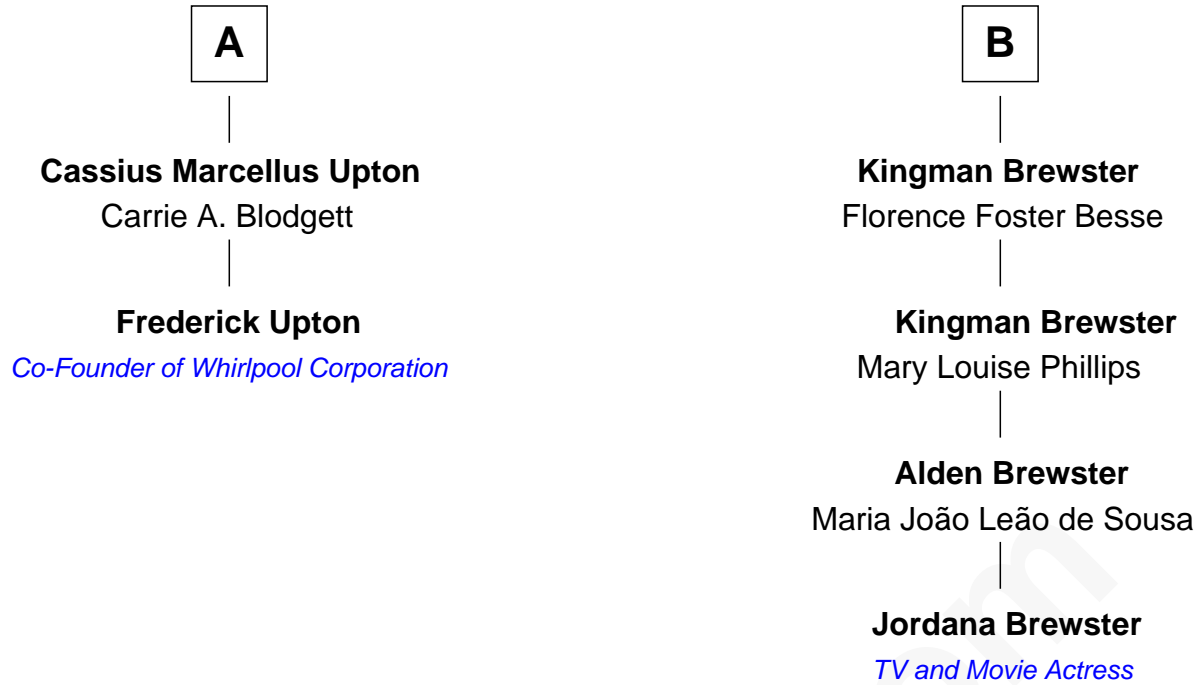 A
Cassius Marcellus Upton
Carrie A. Blodgett
Frederick Upton
Co-Founder of Whirlpool Corporation
B
Kingman Brewster
Florence Foster Besse
Kingman Brewster
Mary Louise Phillips
Alden Brewster
Maria João Leão de Sousa
Jordana Brewster
TV and Movie Actress